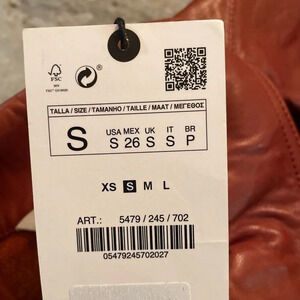 FSC
TALLA / SIZE / TAMANHO / TAILLE / MAAT / ΜΕΓΕΘΟΣ
S
USA MEX UK IT BR
S 26 S S P
XS S M L
ART.: 5479 / 245 / 702
05479245702027